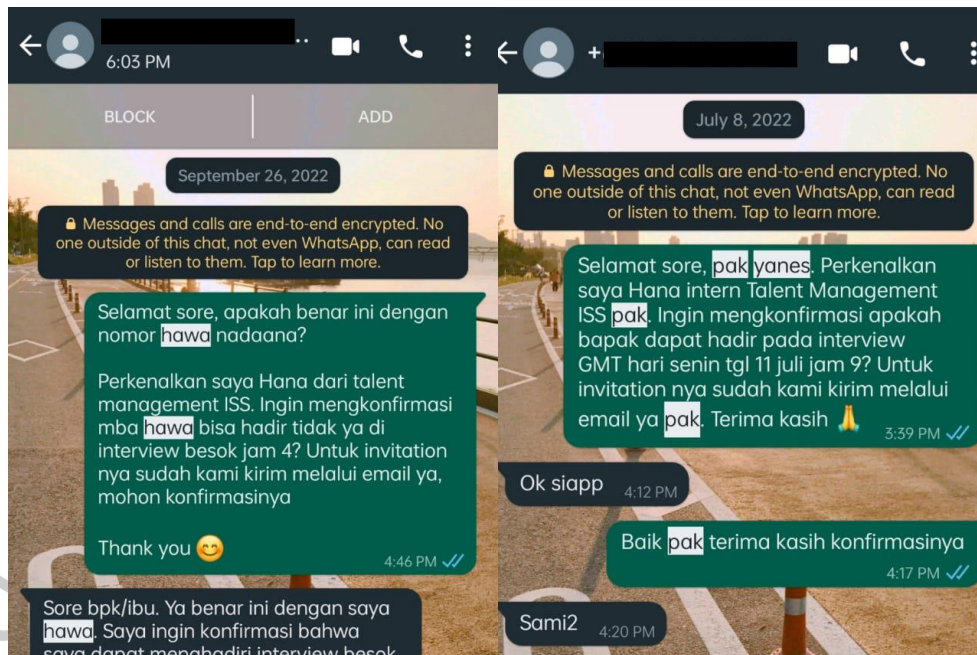 6:03 PM
BLOCK
ADD
September 26, 2022
Messages and calls are end-to-end encrypted. No
one outside of this chat, not even WhatsApp, can read
or listen to them. Tap to learn more.
Selamat sore, apakah benar ini dengan
nomor hawa nadaana?
Perkenalkan saya Hana dari talent
management ISS. Ingin mengkonfirmasi
mba hawa bisa hadir tidak ya di
interview besok jam 4? Untuk invitation
nya sudah kami kirim melalui email ya,
mohon konfirmasinya
Thank you 😊
4:46 PM
Sore bpk/ibu. Ya benar ini dengan saya
hawa. Saya ingin konfirmasi bahwa
saya dapat menghadiri interview besok
+
July 8, 2022
Messages and calls are end-to-end encrypted. No
one outside of this chat, not even WhatsApp, can read
or listen to them. Tap to learn more.
Selamat sore, pak yanes. Perkenalkan
saya Hana intern Talent Management
ISS pak. Ingin mengkonfirmasi apakah
bapak dapat hadir pada interview
GMT hari senin tgl 11 juli jam 9? Untuk
invitation nya sudah kami kirim melalui
email ya pak. Terima kasih 🙏
3:39 PM
Ok siapp
4:12 PM
Baik pak terima kasih konfirmasinya
4:17 PM
Sami2
4:20 PM